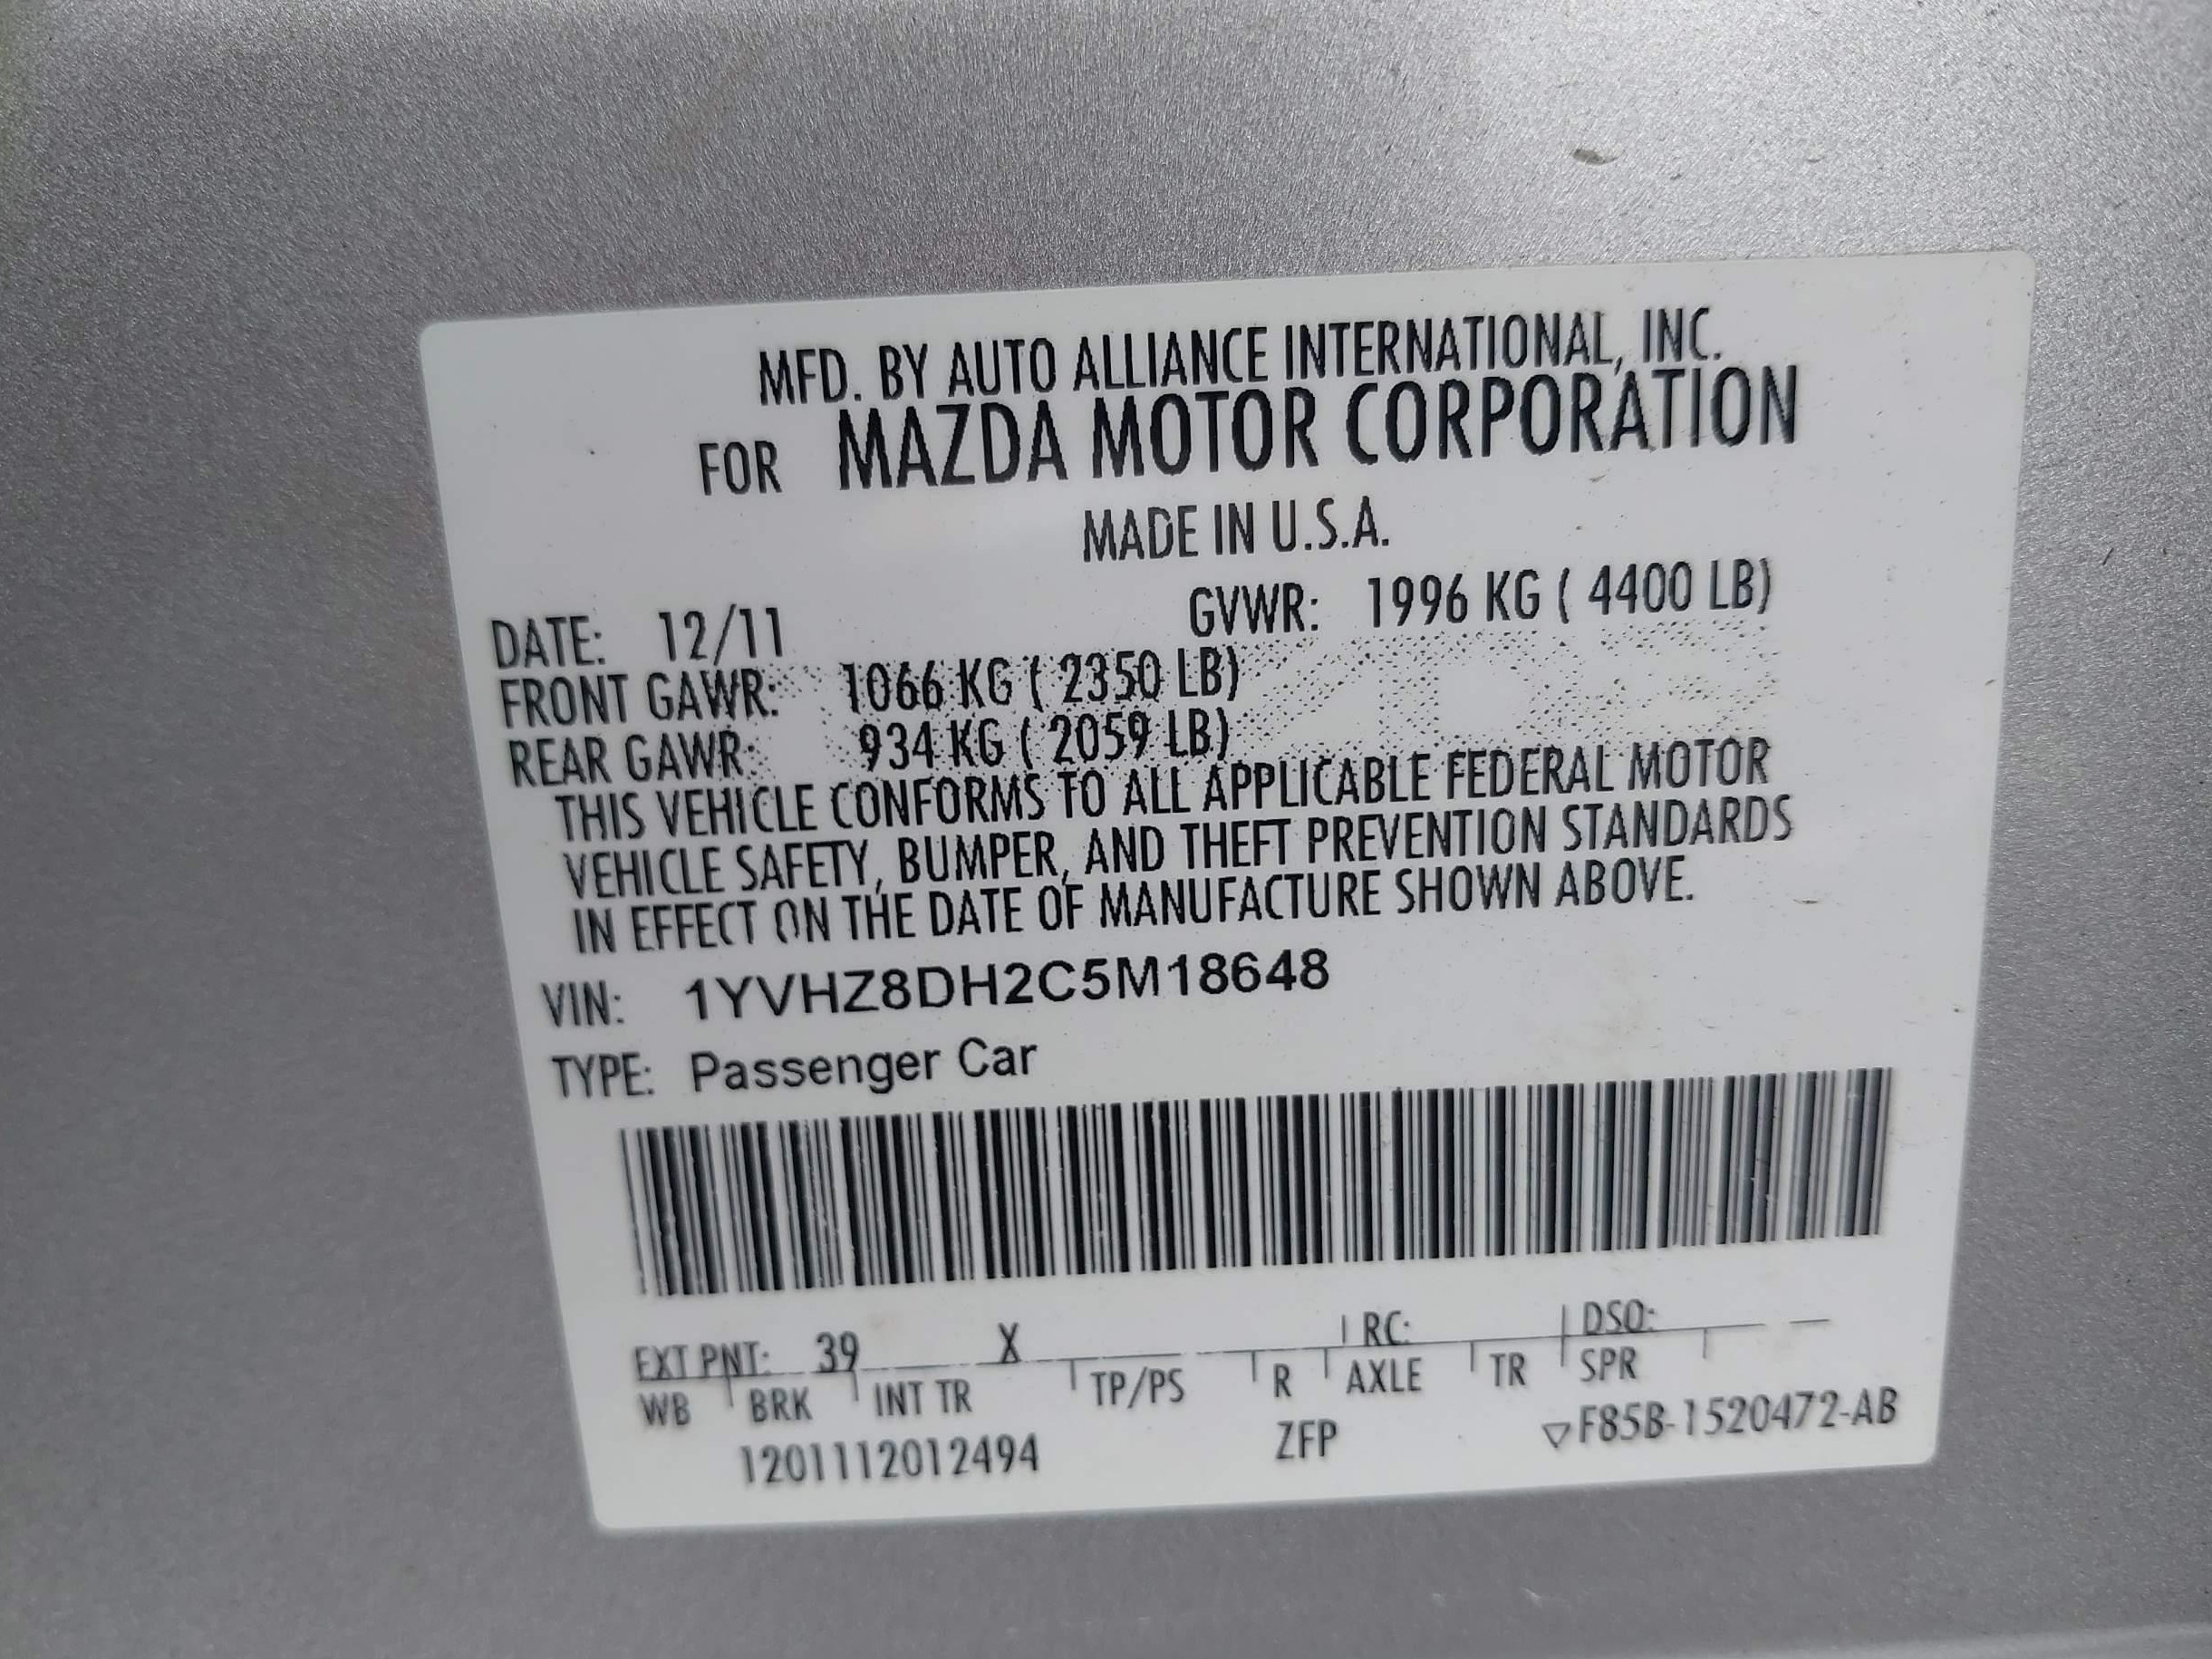 MFD. BY AUTO ALLIANCE INTERNATIONAL, INC.
FOR MAZDA MOTOR CORPORATION
MADE IN U.S.A.
DATE: 12/11 GVWR: 1996 KG ( 4400 LB)
FRONT GAWR: 1066 KG ( 2350 LB)
REAR GAWR: 934 KG ( 2059 LB)
THIS VEHICLE CONFORMS TO ALL APPLICABLE FEDERAL MOTOR
VEHICLE SAFETY, BUMPER, AND THEFT PREVENTION STANDARDS
IN EFFECT ON THE DATE OF MANUFACTURE SHOWN ABOVE.
VIN: 1YVHZ8DH2C5M18648
TYPE: Passenger Car
EXT PNT: 39 X RC: DSO:
WB BRK INT TR TP/PS R AXLE TR SPR
1201112012494 ZFP ▽F85B-1520472-AB